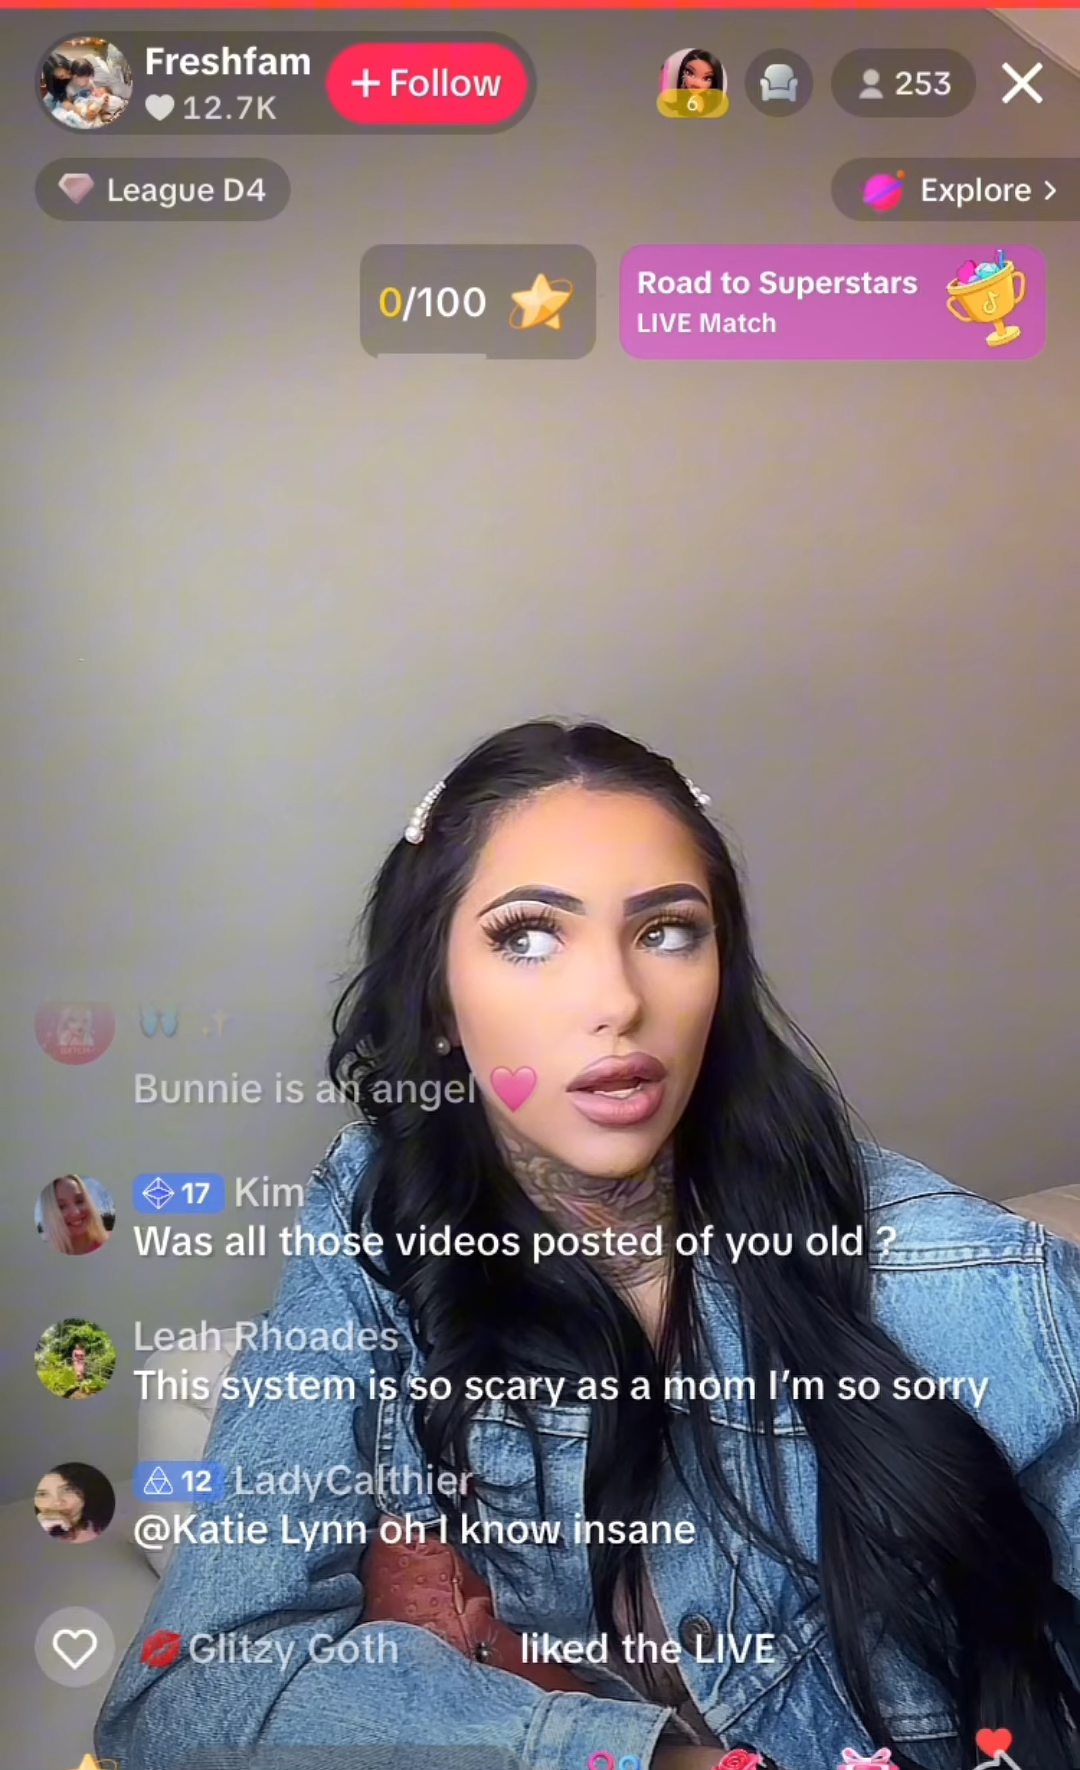 Freshfam
12.7K
+ Follow
6
253
League D4
Explore >
0/100
Road to Superstars
LIVE Match
Bunnie is an angel
17 Kim
Was all those videos posted of you old ?
Leah Rhoades
This system is so scary as a mom I'm so sorry
12 LadyCalthier
@Katie Lynn oh I know insane
Glitzy Goth liked the LIVE